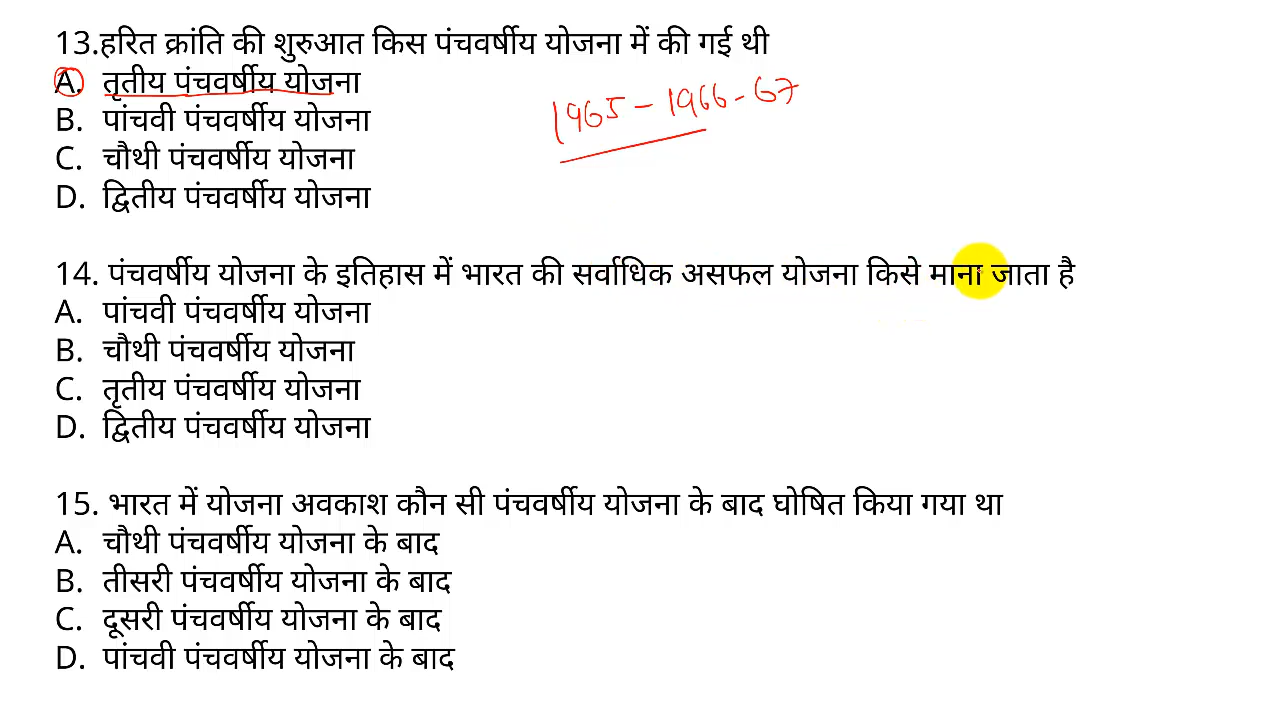 13.हरित क्रांति की शुरुआत किस पंचवर्षीय योजना में की गई थी
A. तृतीय पंचवर्षीय योजना
1965 - 1966 - 67
B. पांचवी पंचवर्षीय योजना
C. चौथी पंचवर्षीय योजना
D. द्वितीय पंचवर्षीय योजना
14. पंचवर्षीय योजना के इतिहास में भारत की सर्वाधिक असफल योजना किसे माना जाता है
A. पांचवी पंचवर्षीय योजना
B. चौथी पंचवर्षीय योजना
C. तृतीय पंचवर्षीय योजना
D. द्वितीय पंचवर्षीय योजना
15. भारत में योजना अवकाश कौन सी पंचवर्षीय योजना के बाद घोषित किया गया था
A. चौथी पंचवर्षीय योजना के बाद
B. तीसरी पंचवर्षीय योजना के बाद
C. दूसरी पंचवर्षीय योजना के बाद
D. पांचवी पंचवर्षीय योजना के बाद